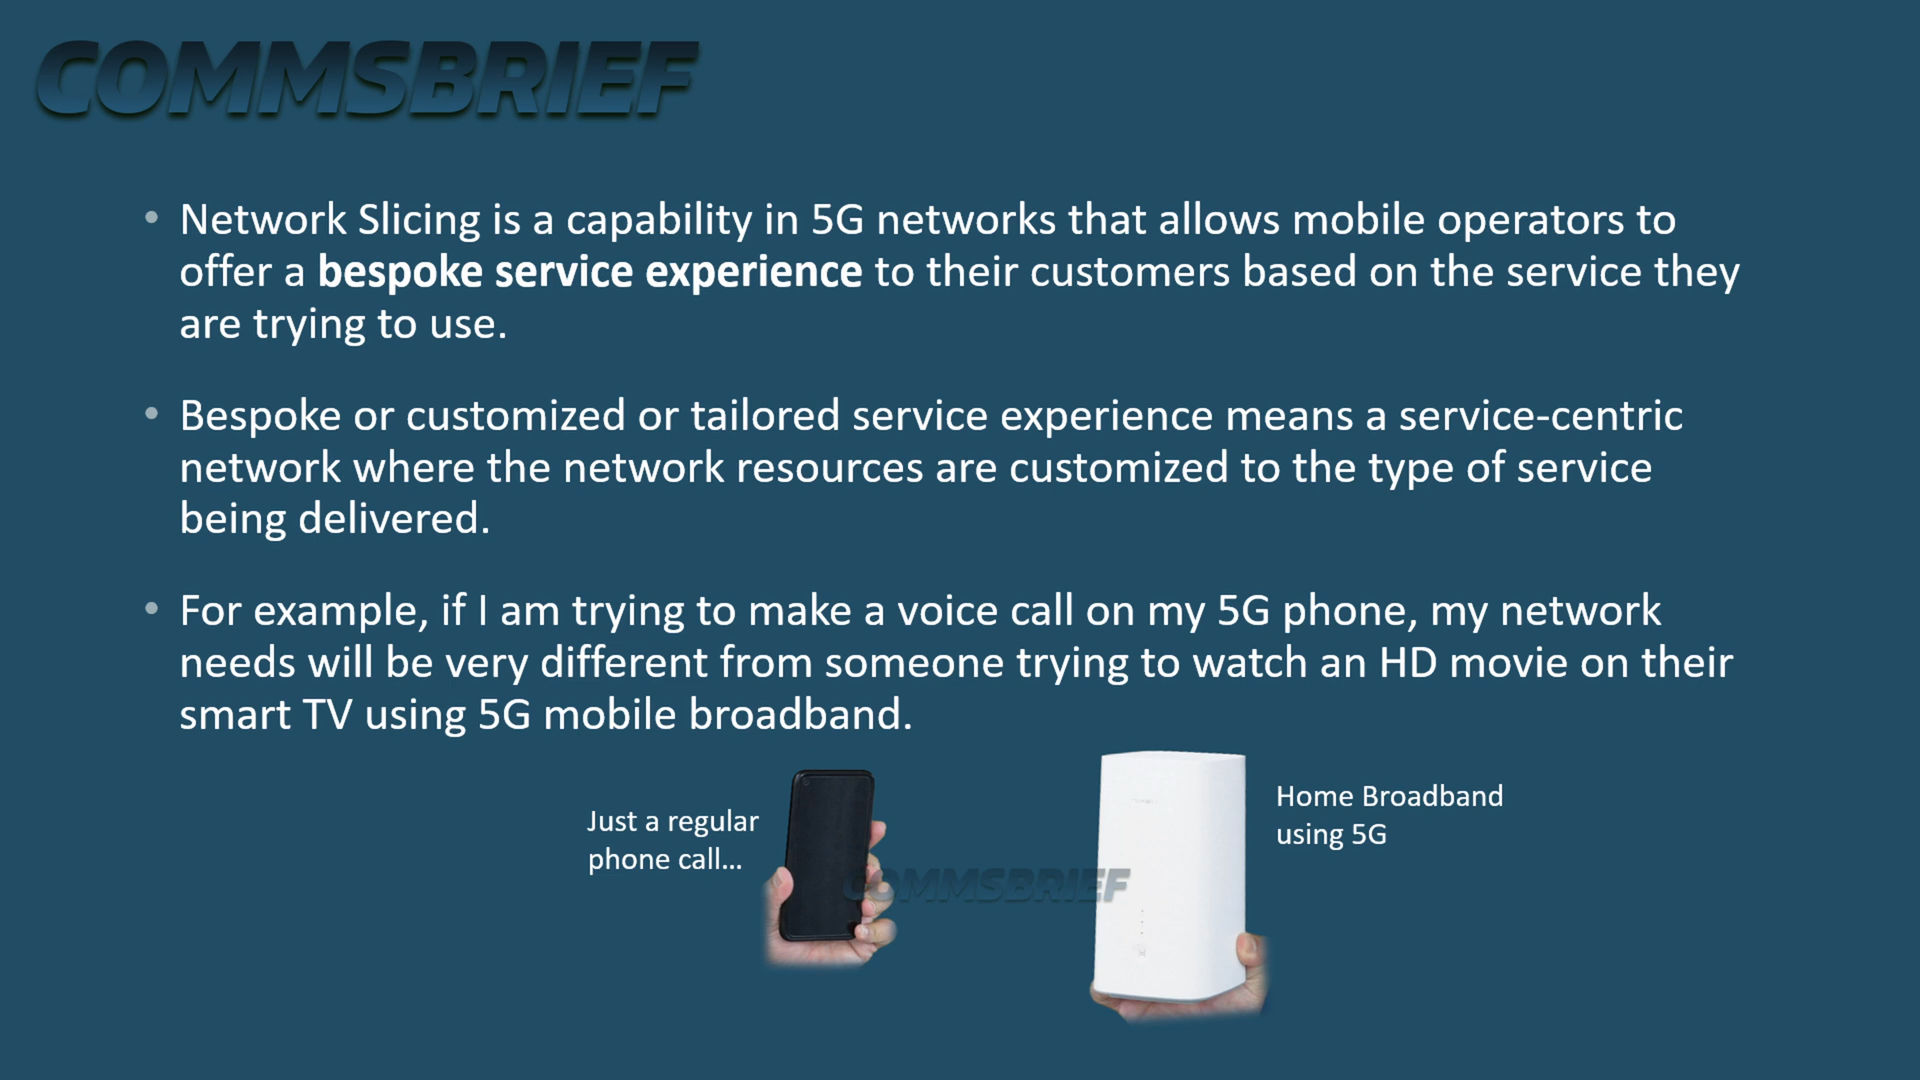 COMMSBRIEF
• Network Slicing is a capability in 5G networks that allows mobile operators to
offer a bespoke service experience to their customers based on the service they
are trying to use.
• Bespoke or customized or tailored service experience means a service-centric
network where the network resources are customized to the type of service
being delivered.
• For example, if I am trying to make a voice call on my 5G phone, my network
needs will be very different from someone trying to watch an HD movie on their
smart TV using 5G mobile broadband.
Just a regular
phone call...
COMMSBRIEF
Home Broadband
using 5G